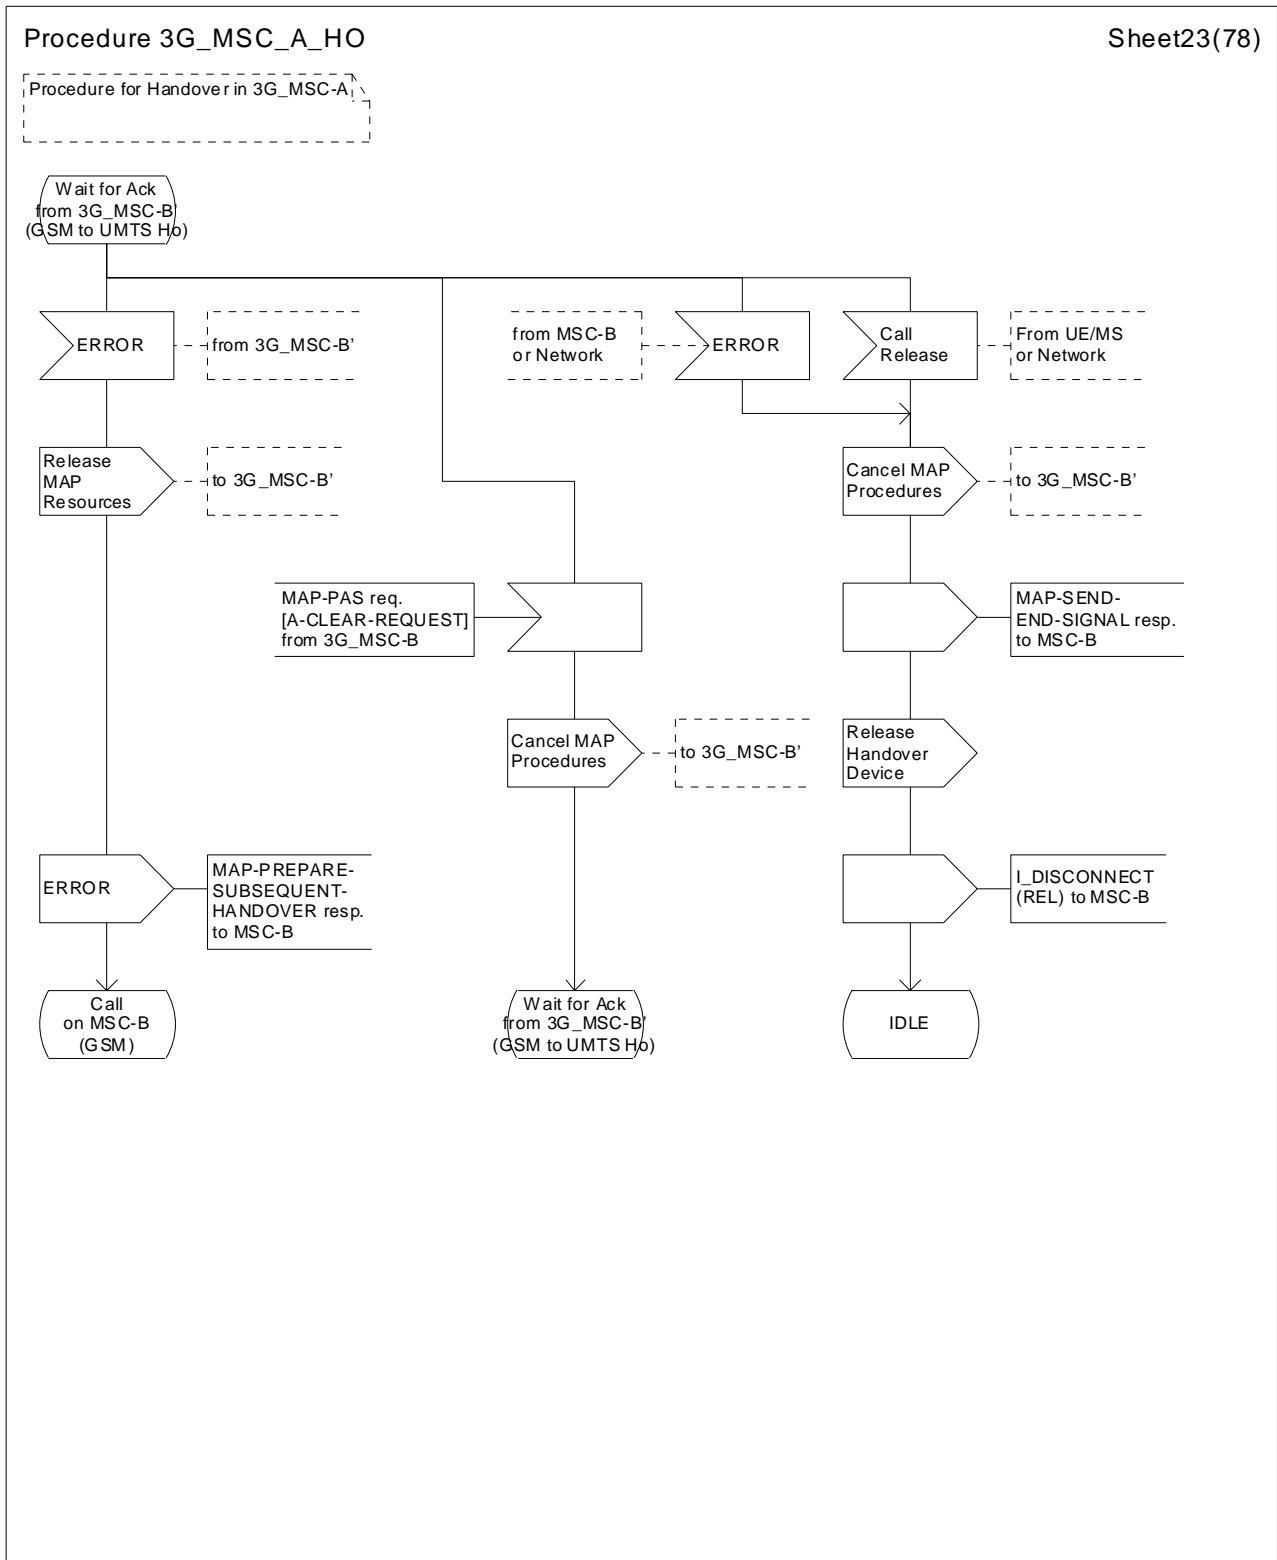 Procedure 3G_MSC_A_HO
Sheet23(78)
Procedure for Handover in 3G_MSC-A
Wait for Ack
from 3G_MSC-B'
(GSM to UMTS Ho)
ERROR
from 3G_MSC-B'
from MSC-B
or Network
ERROR
Call
Release
From UE/MS
or Network
Release
MAP
Resources
to 3G_MSC-B'
Cancel MAP
Procedures
to 3G_MSC-B'
MAP-PAS req.
[A-CLEAR-REQUEST]
from 3G_MSC-B
MAP-SEND-
END-SIGNAL resp.
to MSC-B
Cancel MAP
Procedures
to 3G_MSC-B'
Release
Handover
Device
ERROR
MAP-PREPARE-
SUBSEQUENT-
HANDOVER resp.
to MSC-B
I_DISCONNECT
(REL) to MSC-B
Call
on MSC-B
(GSM)
Wait for Ack
from 3G_MSC-B'
(GSM to UMTS Ho)
IDLE